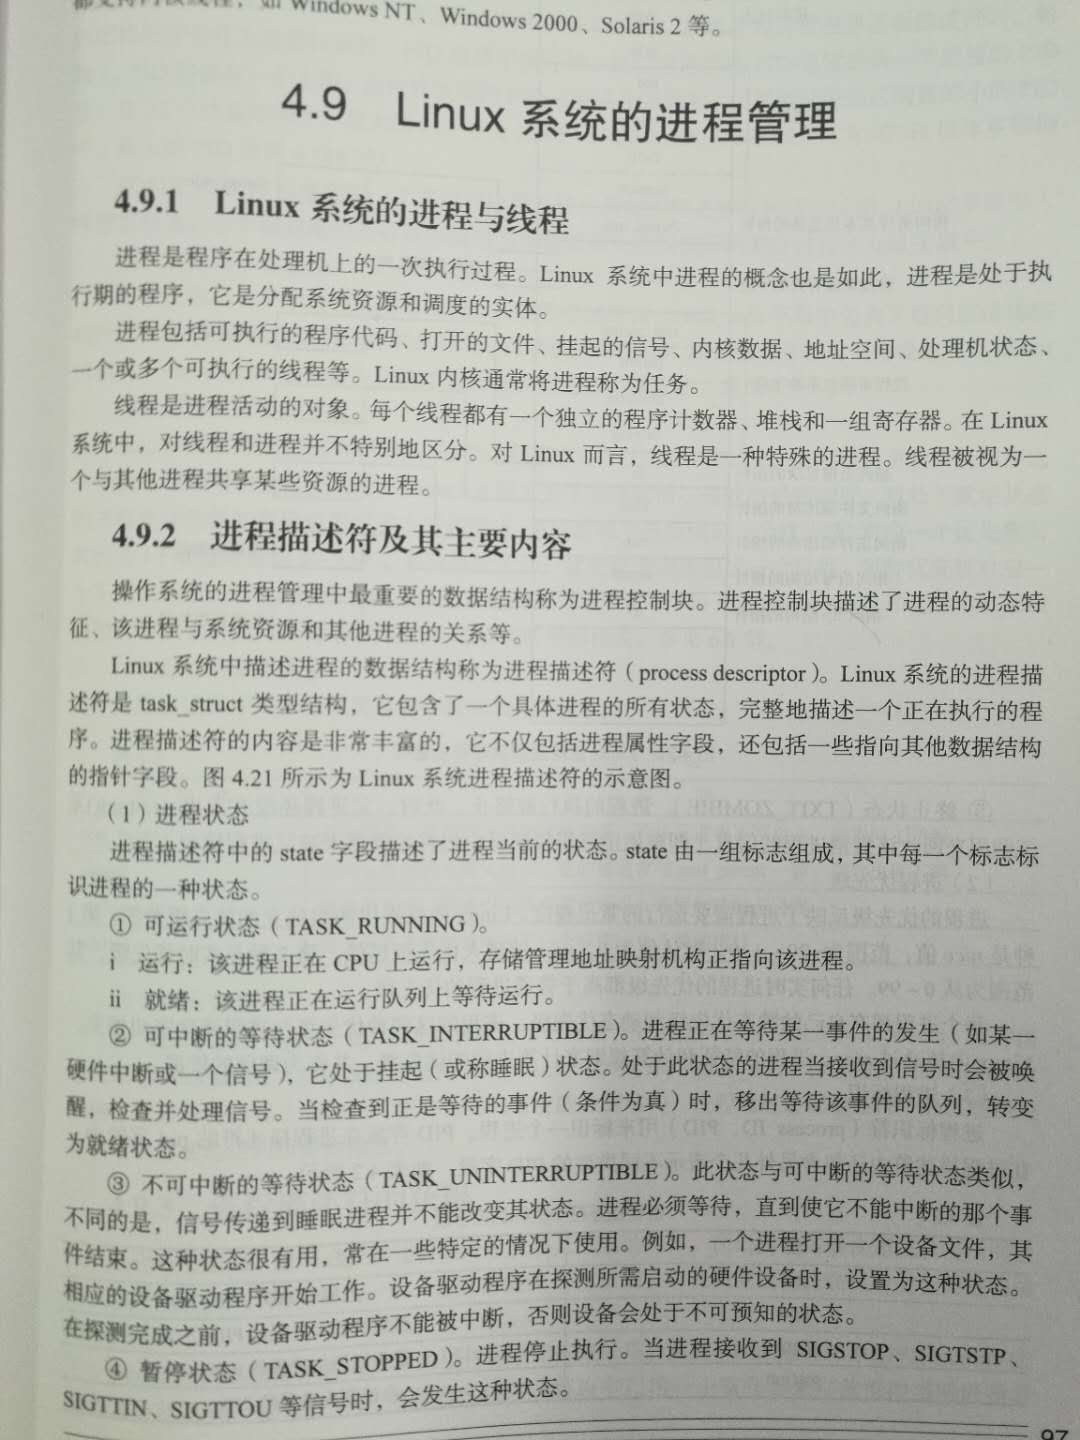 Windows NT、Windows 2000、Solaris 2 等。
4.9 Linux 系统的进程管理
4.9.1 Linux 系统的进程与线程
进程是程序在处理机上的一次执行过程。Linux 系统中进程的概念也是如此，进程是处于执
行期的程序，它是分配系统资源和调度的实体。
进程包括可执行的程序代码、打开的文件、挂起的信号、内核数据、地址空间、处理机状态、
一个或多个可执行的线程等。Linux 内核通常将进程称为任务。
线程是进程活动的对象。每个线程都有一个独立的程序计数器、堆栈和一组寄存器。在 Linux
系统中，对线程和进程并不特别地区分。对 Linux 而言，线程是一种特殊的进程。线程被视为一
个与其他进程共享某些资源的进程。
4.9.2 进程描述符及其主要内容
操作系统的进程管理中最重要的数据结构称为进程控制块。进程控制块描述了进程的动态特
征、该进程与系统资源和其他进程的关系等。
Linux 系统中描述进程的数据结构称为进程描述符（process descriptor）。Linux 系统的进程描
述符是 task_struct 类型结构，它包含了一个具体进程的所有状态，完整地描述一个正在执行的程
序。进程描述符的内容是非常丰富的，它不仅包括进程属性字段，还包括一些指向其他数据结构
的指针字段。图 4.21 所示为 Linux 系统进程描述符的示意图。
（1）进程状态
进程描述符中的 state 字段描述了进程当前的状态。state 由一组标志组成，其中每一个标志标
识进程的一种状态。
① 可运行状态（TASK_RUNNING）。
i 运行：该进程正在 CPU 上运行，存储管理地址映射机构正指向该进程。
ii 就绪：该进程正在运行队列上等待运行。
② 可中断的等待状态（TASK_INTERRUPTIBLE）。进程正在等待某一事件的发生（如某一
硬件中断或一个信号），它处于挂起（或称睡眠）状态。处于此状态的进程当接收到信号时会被唤
醒，检查并处理信号。当检查到正是等待的事件（条件为真）时，移出等待该事件的队列，转变
为就绪状态。
③ 不可中断的等待状态（TASK_UNINTERRUPTIBLE）。此状态与可中断的等待状态类似，
不同的是，信号传递到睡眠进程并不能改变其状态。进程必须等待，直到使它不能中断的那个事
件结束。这种状态很有用，常在一些特定的情况下使用。例如，一个进程打开一个设备文件，其
相应的设备驱动程序开始工作。设备驱动程序在探测所需启动的硬件设备时，设置为这种状态。
在探测完成之前，设备驱动程序不能被中断，否则设备会处于不可预知的状态。
④ 暂停状态（TASK_STOPPED）。进程停止执行。当进程接收到 SIGSTOP、SIGTSTP、
SIGTTIN、SIGTTOU 等信号时，会发生这种状态。
97